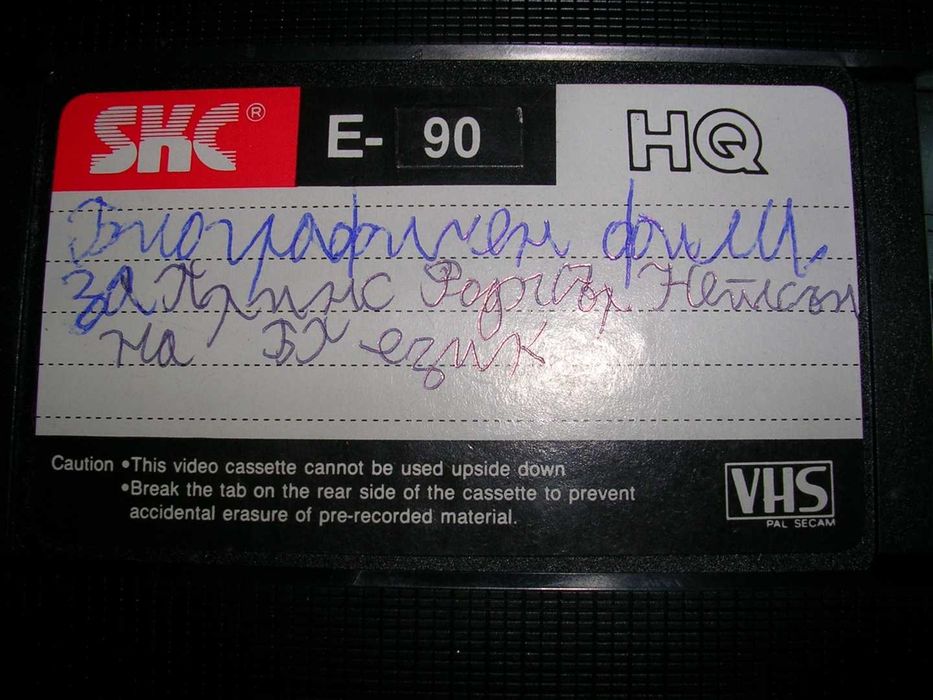 SKC®
E- 90
HQ
Биографичен филм
за Принс Роджър Нелсън
на БГ език
Caution •This video cassette cannot be used upside down
•Break the tab on the rear side of the cassette to prevent
accidental erasure of pre-recorded material.
VHS
PAL SECAM